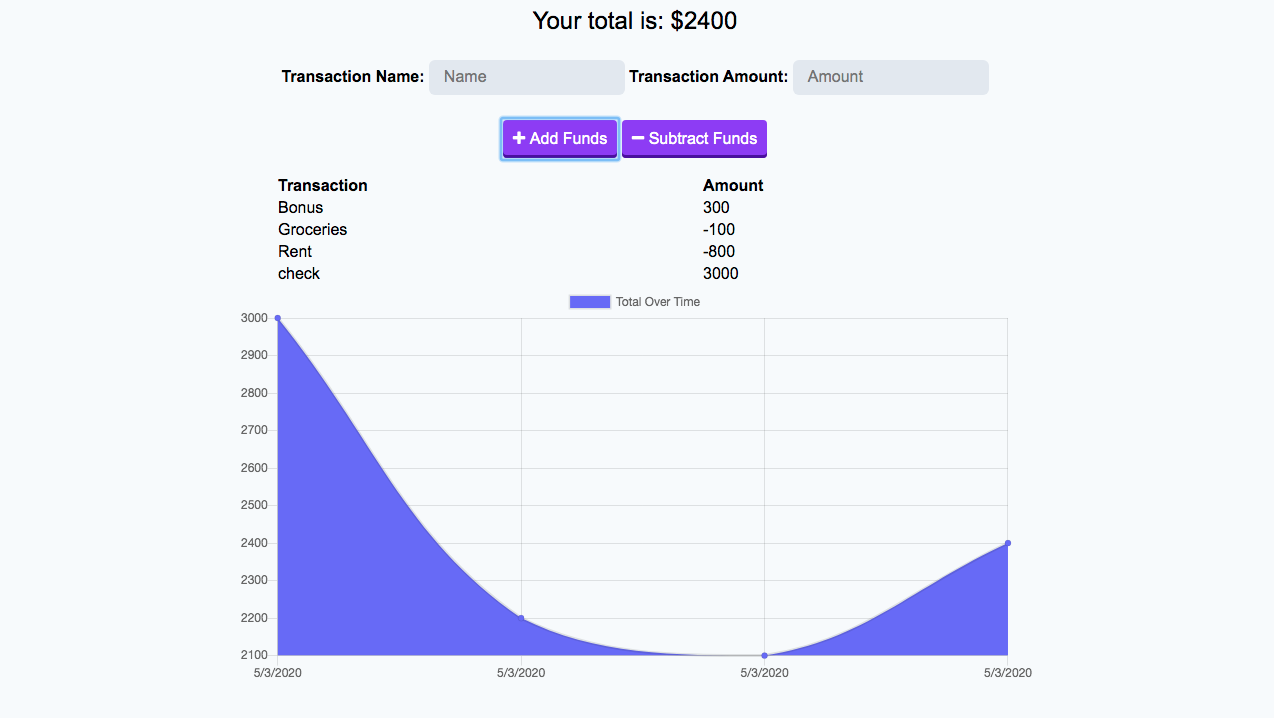 Your total is: $2400
Transaction Name: Name Transaction Amount: Amount
+ Add Funds − Subtract Funds
Transaction Amount
Bonus 300
Groceries -100
Rent -800
check 3000
Total Over Time
3000
2900
2800
2700
2600
2500
2400
2300
2200
2100
5/3/2020 5/3/2020 5/3/2020 5/3/2020